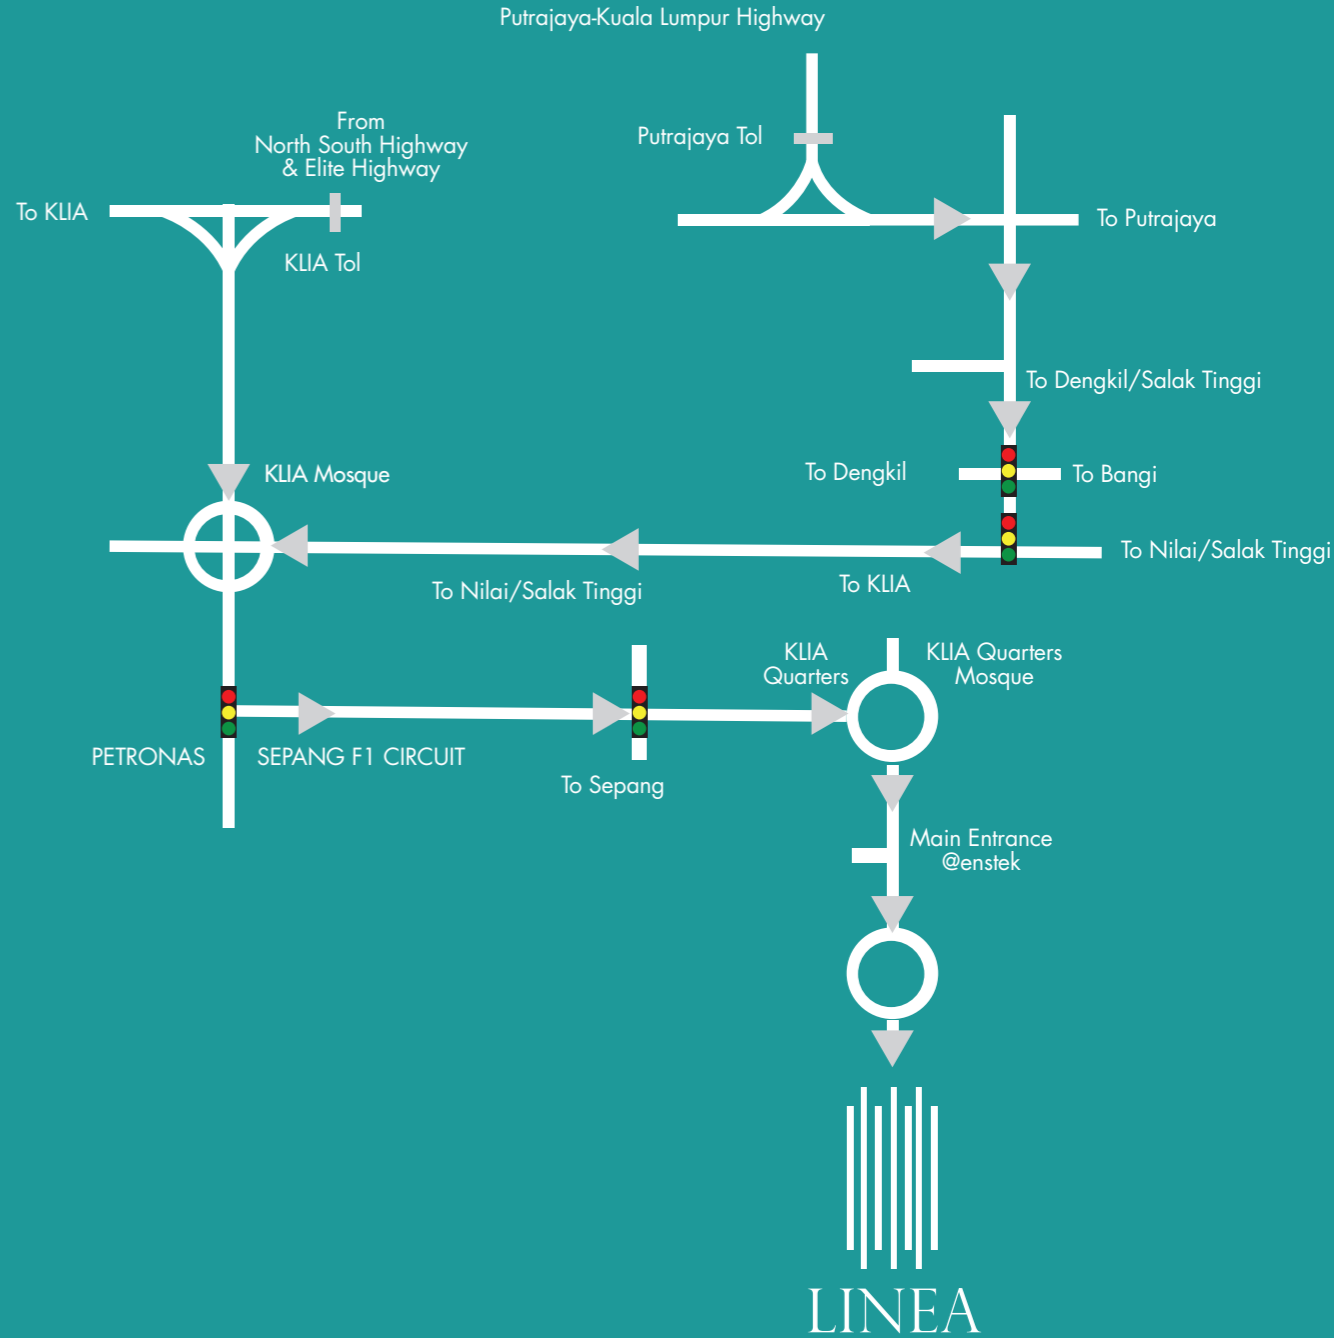 Putrajaya-Kuala Lumpur Highway
From
North South Highway
& Elite Highway
Putrajaya Tol
To KLIA
To Putrajaya
KLIA Tol
To Dengkil/Salak Tinggi
KLIA Mosque
To Dengkil
To Bangi
To Nilai/Salak Tinggi
To Nilai/Salak Tinggi
To KLIA
KLIA
Quarters
KLIA Quarters
Mosque
PETRONAS
SEPANG F1 CIRCUIT
To Sepang
Main Entrance
@enstek
LINEA